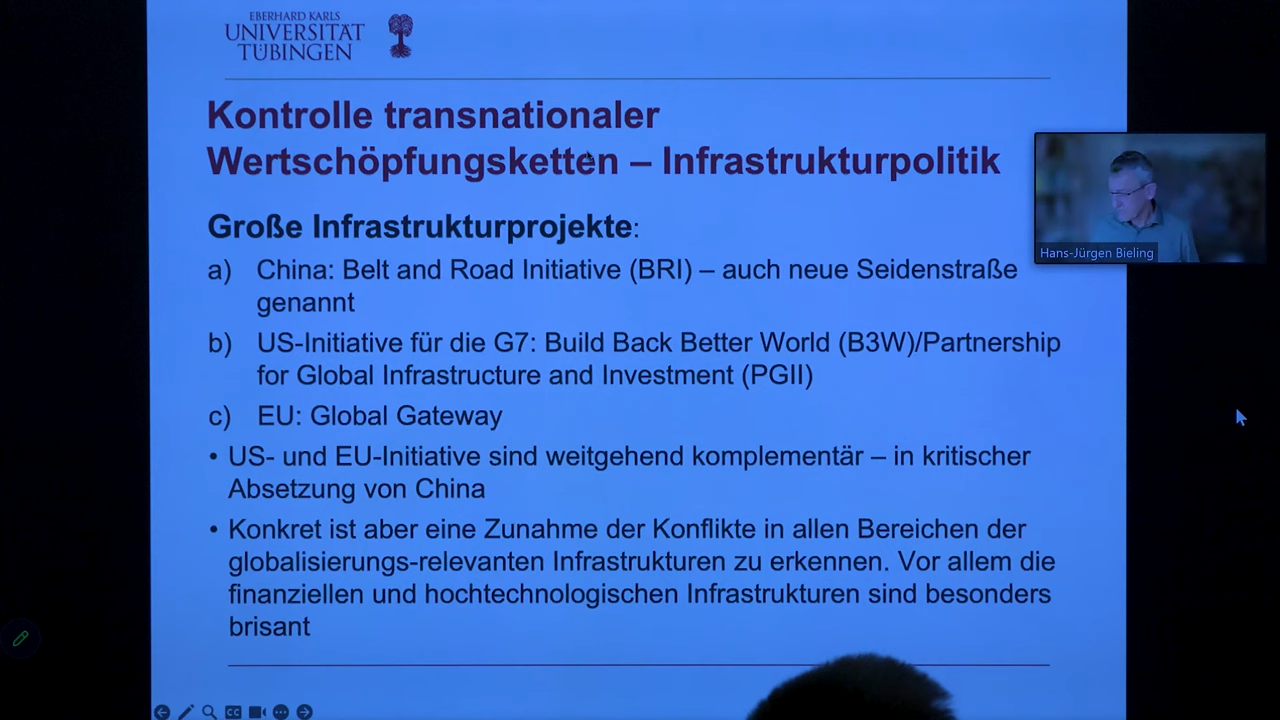 EBERHARD KARLS
UNIVERSITÄT
TÜBINGEN
Kontrolle transnationaler
Wertschöpfungsketten – Infrastrukturpolitik
Große Infrastrukturprojekte:
a) China: Belt and Road Initiative (BRI) – auch neue Seidenstraße
genannt
b) US-Initiative für die G7: Build Back Better World (B3W)/Partnership
for Global Infrastructure and Investment (PGII)
c) EU: Global Gateway
• US- und EU-Initiative sind weitgehend komplementär – in kritischer
Absetzung von China
• Konkret ist aber eine Zunahme der Konflikte in allen Bereichen der
globalisierungs-relevanten Infrastrukturen zu erkennen. Vor allem die
finanziellen und hochtechnologischen Infrastrukturen sind besonders
brisant
Hans-Jürgen Bieling
CC